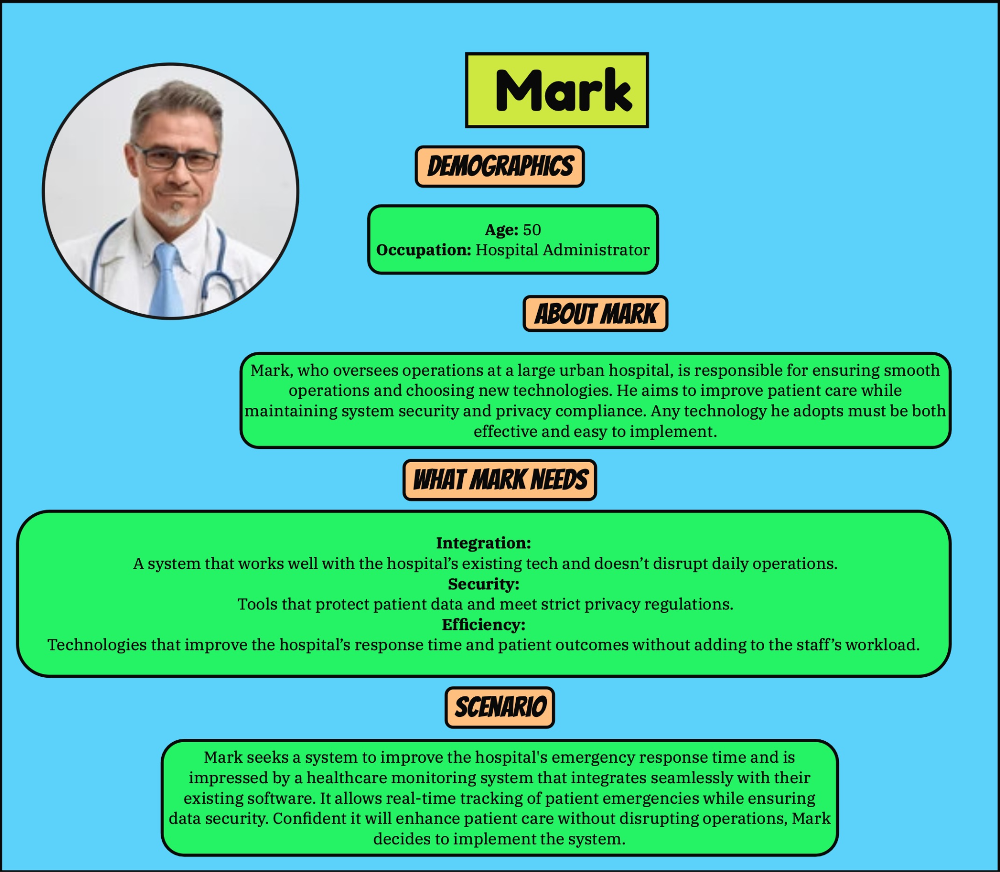 Mark
DEMOGRAPHICS
Age: 50
Occupation: Hospital Administrator
ABOUT MARK
Mark, who oversees operations at a large urban hospital, is responsible for ensuring smooth
operations and choosing new technologies. He aims to improve patient care while
maintaining system security and privacy compliance. Any technology he adopts must be both
effective and easy to implement.
WHAT MARK NEEDS
Integration:
A system that works well with the hospital’s existing tech and doesn’t disrupt daily operations.
Security:
Tools that protect patient data and meet strict privacy regulations.
Efficiency:
Technologies that improve the hospital’s response time and patient outcomes without adding to the staff’s workload.
SCENARIO
Mark seeks a system to improve the hospital's emergency response time and is
impressed by a healthcare monitoring system that integrates seamlessly with their
existing software. It allows real-time tracking of patient emergencies while ensuring
data security. Confident it will enhance patient care without disrupting operations, Mark
decides to implement the system.